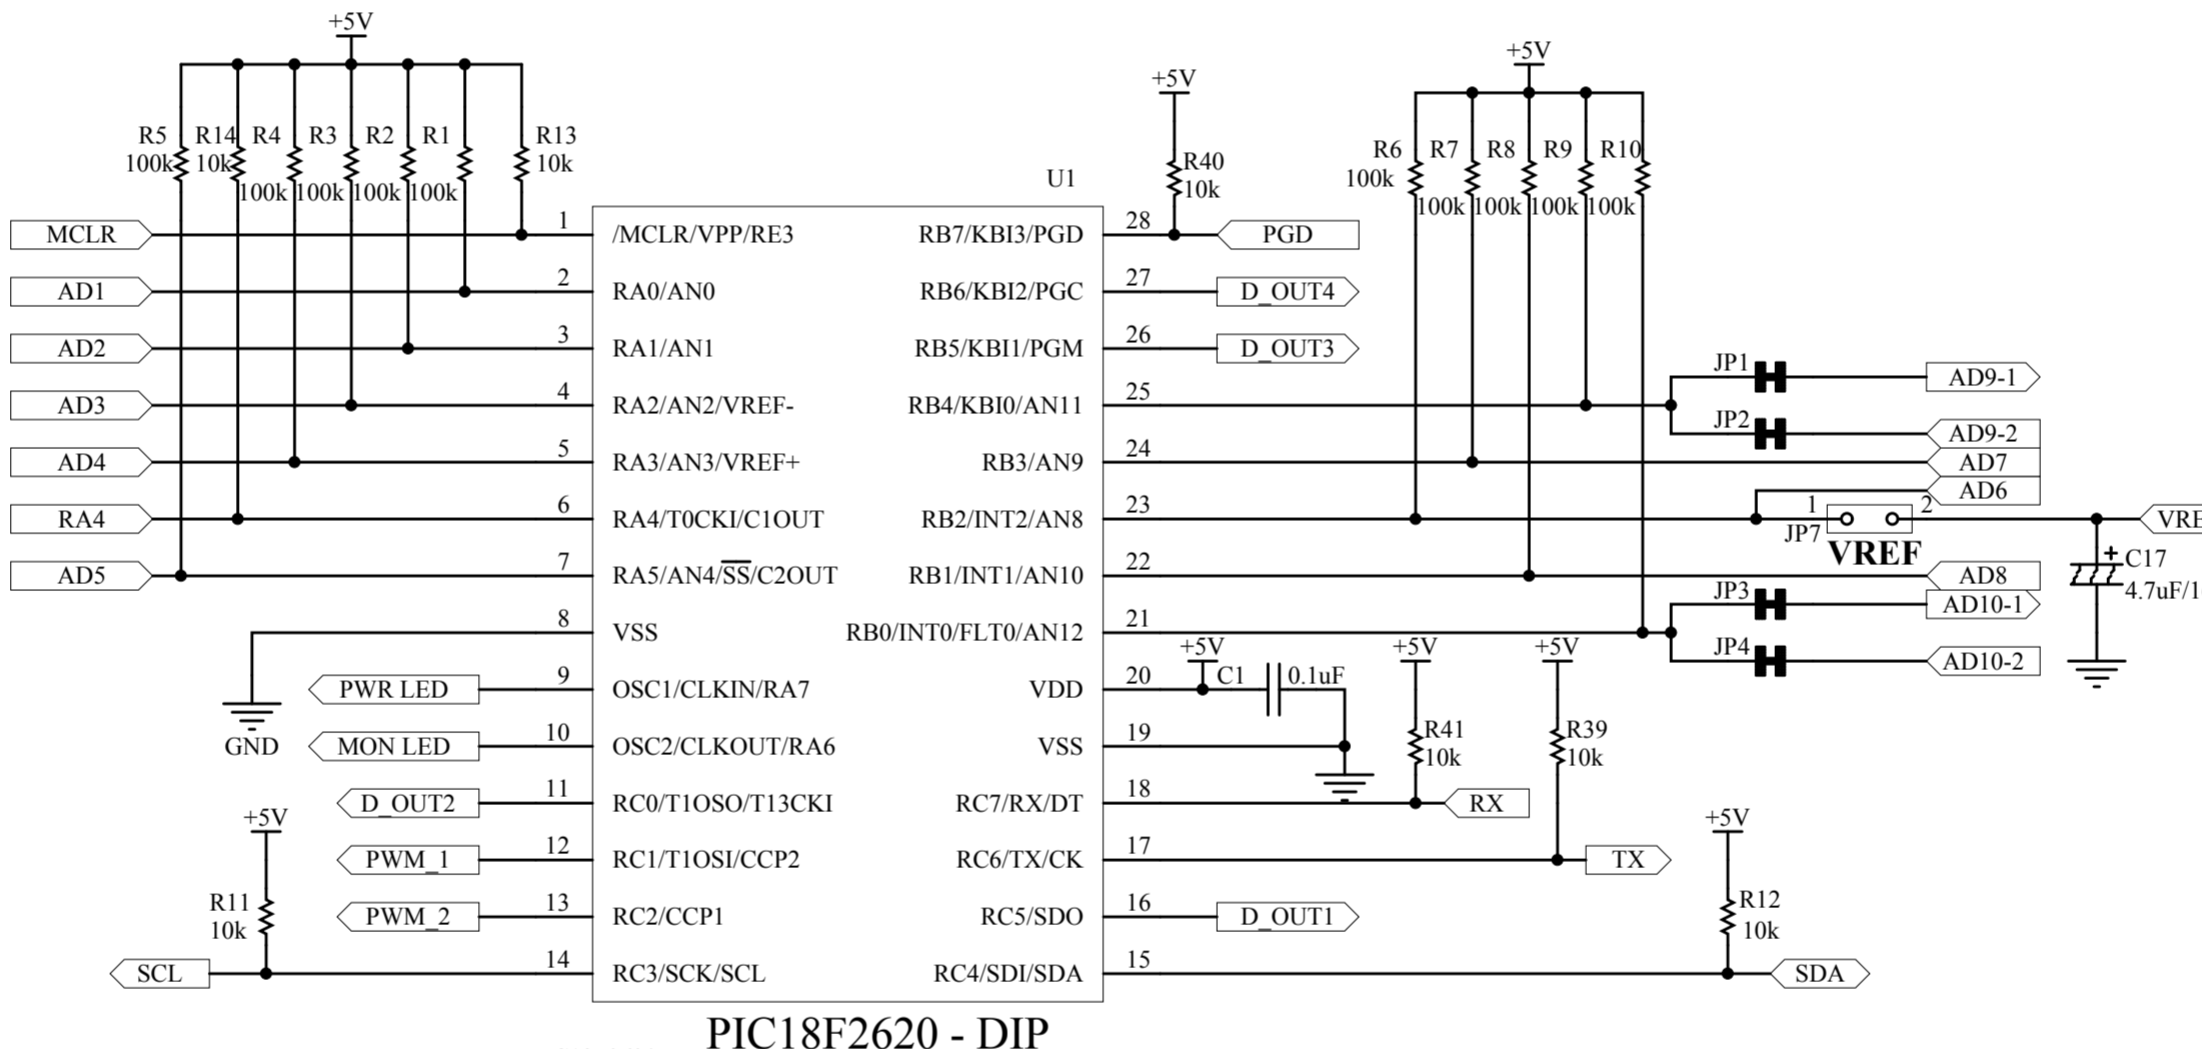 +5V
R5
100k
R14
10k
R4
100k
R3
100k
R2
100k
R1
100k
R13
10k
+5V
R40
10k
+5V
R6
100k
R7
100k
R8
100k
R9
100k
R10
U1
MCLR
1
/MCLR/VPP/RE3
RB7/KBI3/PGD
28
PGD
AD1
2
RA0/AN0
RB6/KBI2/PGC
27
D_OUT4
AD2
3
RA1/AN1
RB5/KBI1/PGM
26
D_OUT3
JP1
AD9-1
AD3
4
RA2/AN2/VREF-
RB4/KBI0/AN11
25
JP2
AD9-2
AD4
5
RA3/AN3/VREF+
RB3/AN9
24
AD7
AD6
RA4
6
RA4/T0CKI/C1OUT
RB2/INT2/AN8
23
1
2
JP7
VREF
VRE
AD5
7
RA5/AN4/SS/C2OUT
RB1/INT1/AN10
22
AD8
C17
4.7uF/1
+
JP3
AD10-1
8
VSS
RB0/INT0/FLT0/AN12
21
JP4
AD10-2
GND
PWR LED
9
OSC1/CLKIN/RA7
VDD
20
+5V
C1
0.1uF
+5V
+5V
MON LED
10
OSC2/CLKOUT/RA6
VSS
19
R41
10k
R39
10k
D_OUT2
11
RC0/T1OSO/T13CKI
RC7/RX/DT
18
RX
+5V
PWM_1
12
RC1/T1OSI/CCP2
RC6/TX/CK
17
TX
+5V
R11
10k
PWM_2
13
RC2/CCP1
RC5/SDO
16
D_OUT1
R12
10k
SCL
14
RC3/SCK/SCL
RC4/SDI/SDA
15
SDA
PIC18F2620 - DIP